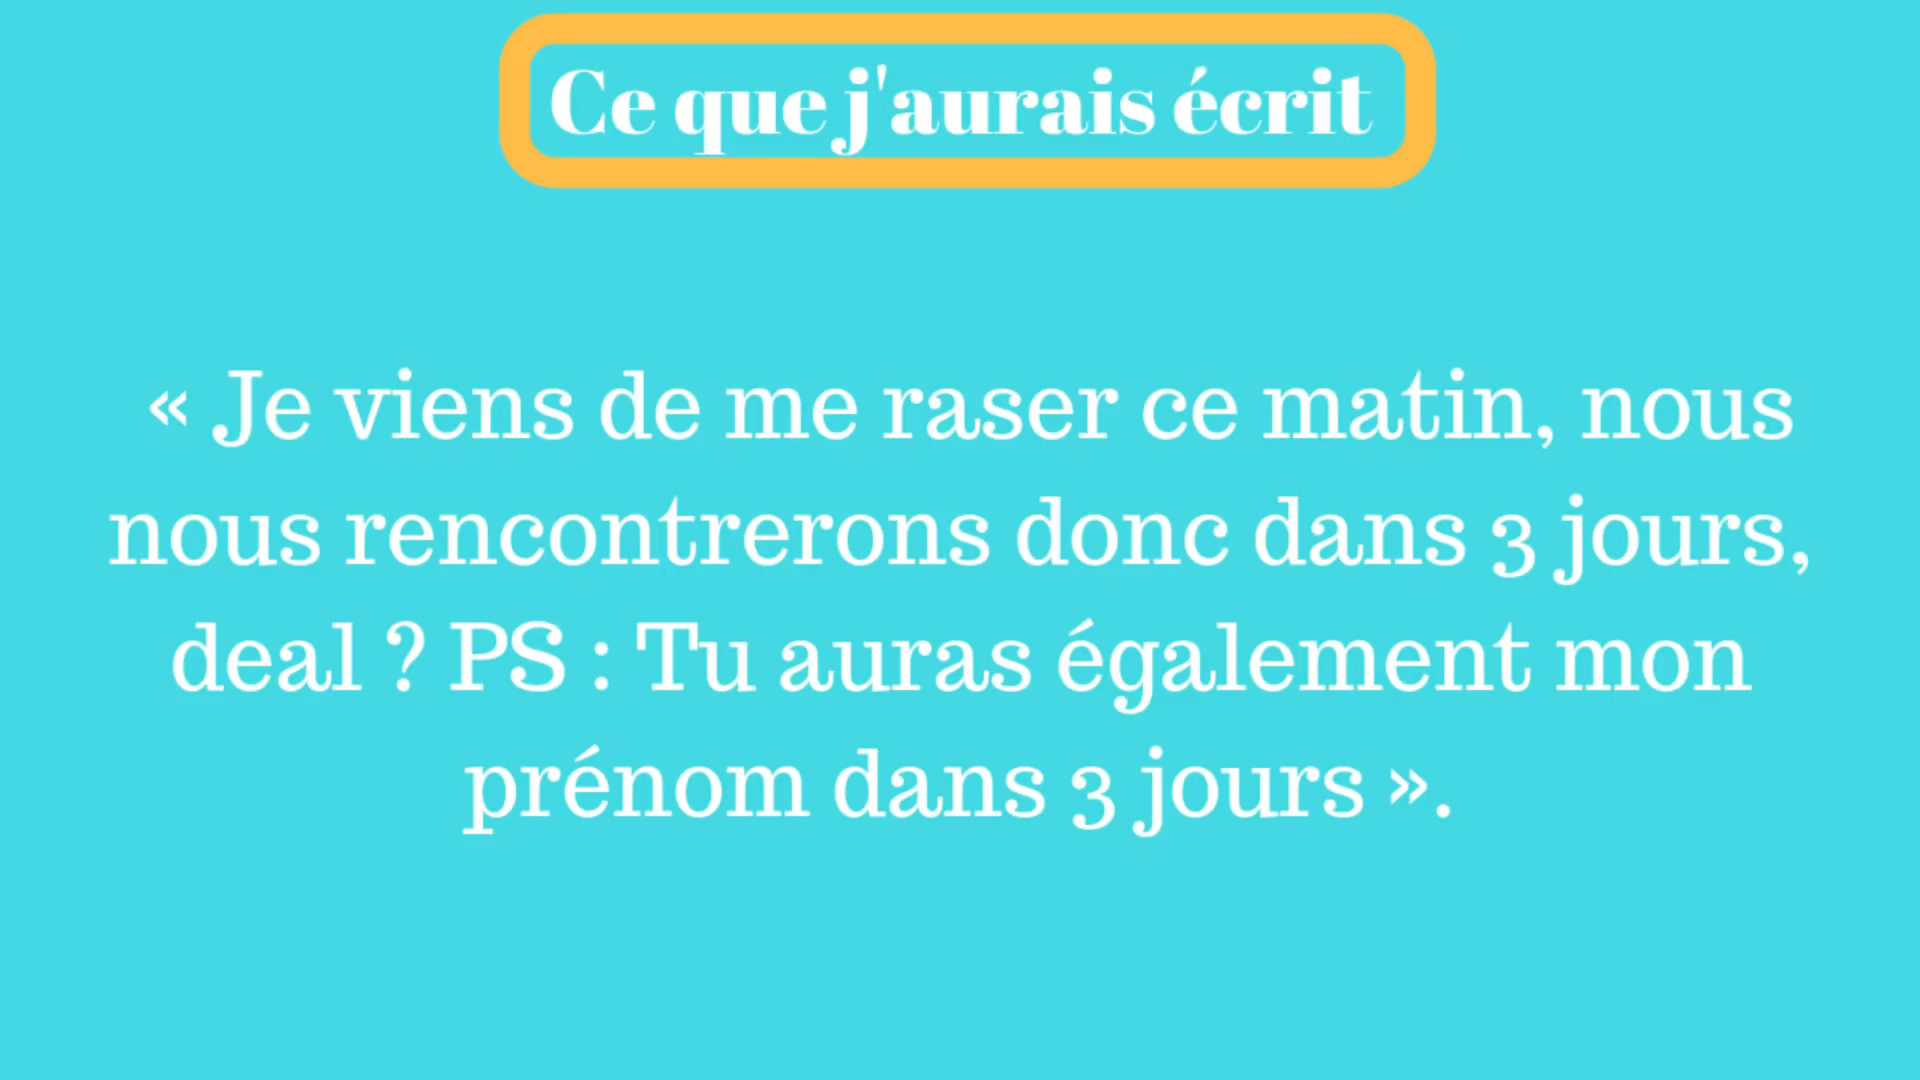 Ce que j'aurais écrit
« Je viens de me raser ce matin, nous
nous rencontrerons donc dans 3 jours,
deal ? PS : Tu auras également mon
prénom dans 3 jours ».